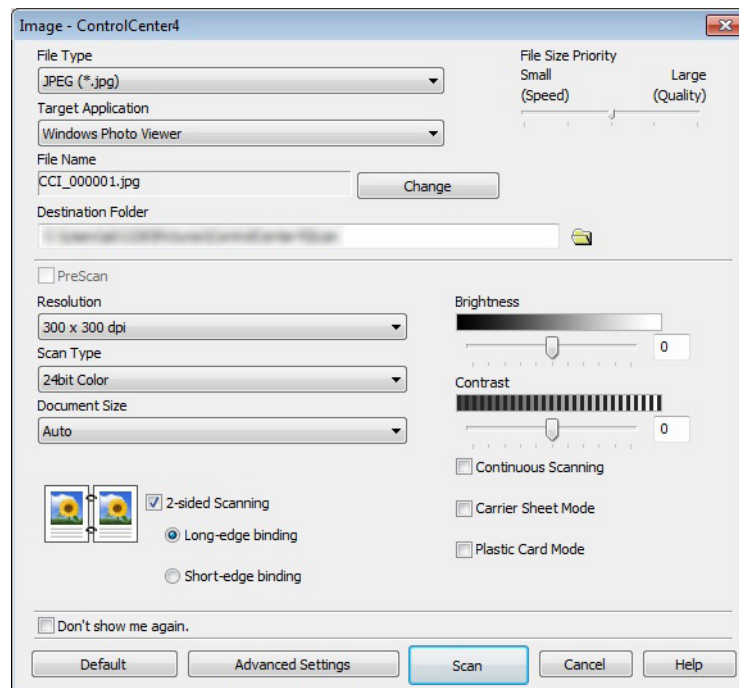 Image - ControlCenter4
File Type
JPEG (*.jpg)
Target Application
Windows Photo Viewer
File Name
CCI_000001.jpg
Change
Destination Folder
File Size Priority
Small Large
(Speed) (Quality)
PreScan
Resolution
300 x 300 dpi
Scan Type
24bit Color
Document Size
Auto
2-sided Scanning
Long-edge binding
Short-edge binding
Brightness
0
Contrast
0
Continuous Scanning
Carrier Sheet Mode
Plastic Card Mode
Don't show me again.
Default Advanced Settings Scan Cancel Help